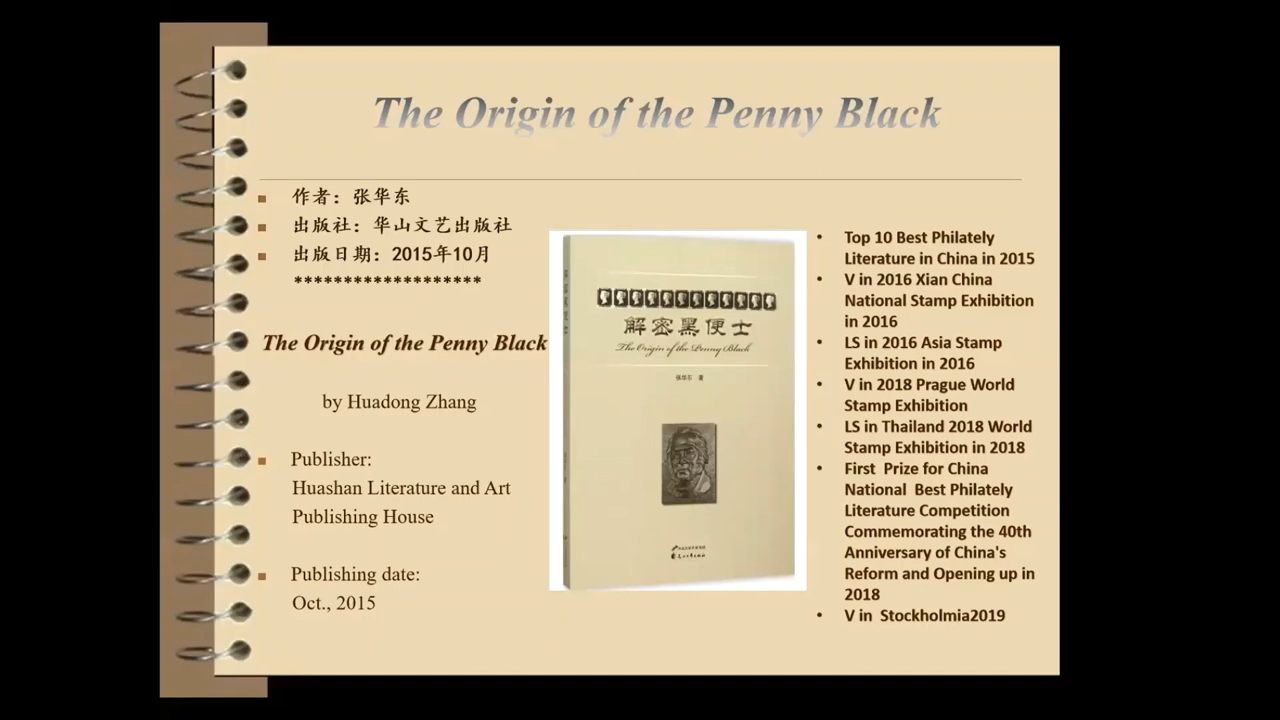 The Origin of the Penny Black
作者：张华东
出版社：华山文艺出版社
出版日期：2015年10月
******************
The Origin of the Penny Black
by Huadong Zhang
Publisher:
Huashan Literature and Art
Publishing House
Publishing date:
Oct., 2015
解密黑便士
The Origin of the Penny Black
张华东 著
Top 10 Best Philately
Literature in China in 2015
V in 2016 Xian China
National Stamp Exhibition
in 2016
LS in 2016 Asia Stamp
Exhibition in 2016
V in 2018 Prague World
Stamp Exhibition
LS in Thailand 2018 World
Stamp Exhibition in 2018
First Prize for China
National Best Philately
Literature Competition
Commemorating the 40th
Anniversary of China's
Reform and Opening up in
2018
V in Stockholmia2019